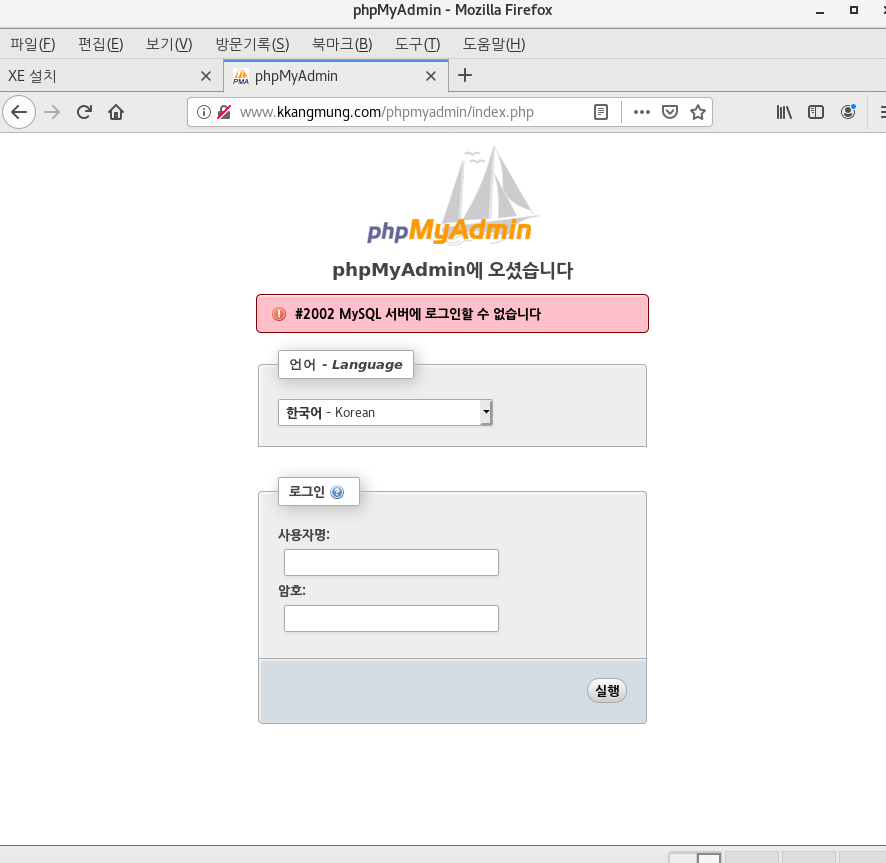 phpMyAdmin - Mozilla Firefox
파일(F) 편집(E) 보기(V) 방문기록(S) 북마크(B) 도구(T) 도움말(H)
XE 설치
PMA phpMyAdmin
www.kkangmung.com/phpmyadmin/index.php
phpMyAdmin
phpMyAdmin에 오셨습니다
#2002 MySQL 서버에 로그인할 수 없습니다
언어 - Language
한국어 - Korean
로그인
사용자명:
암호:
실행